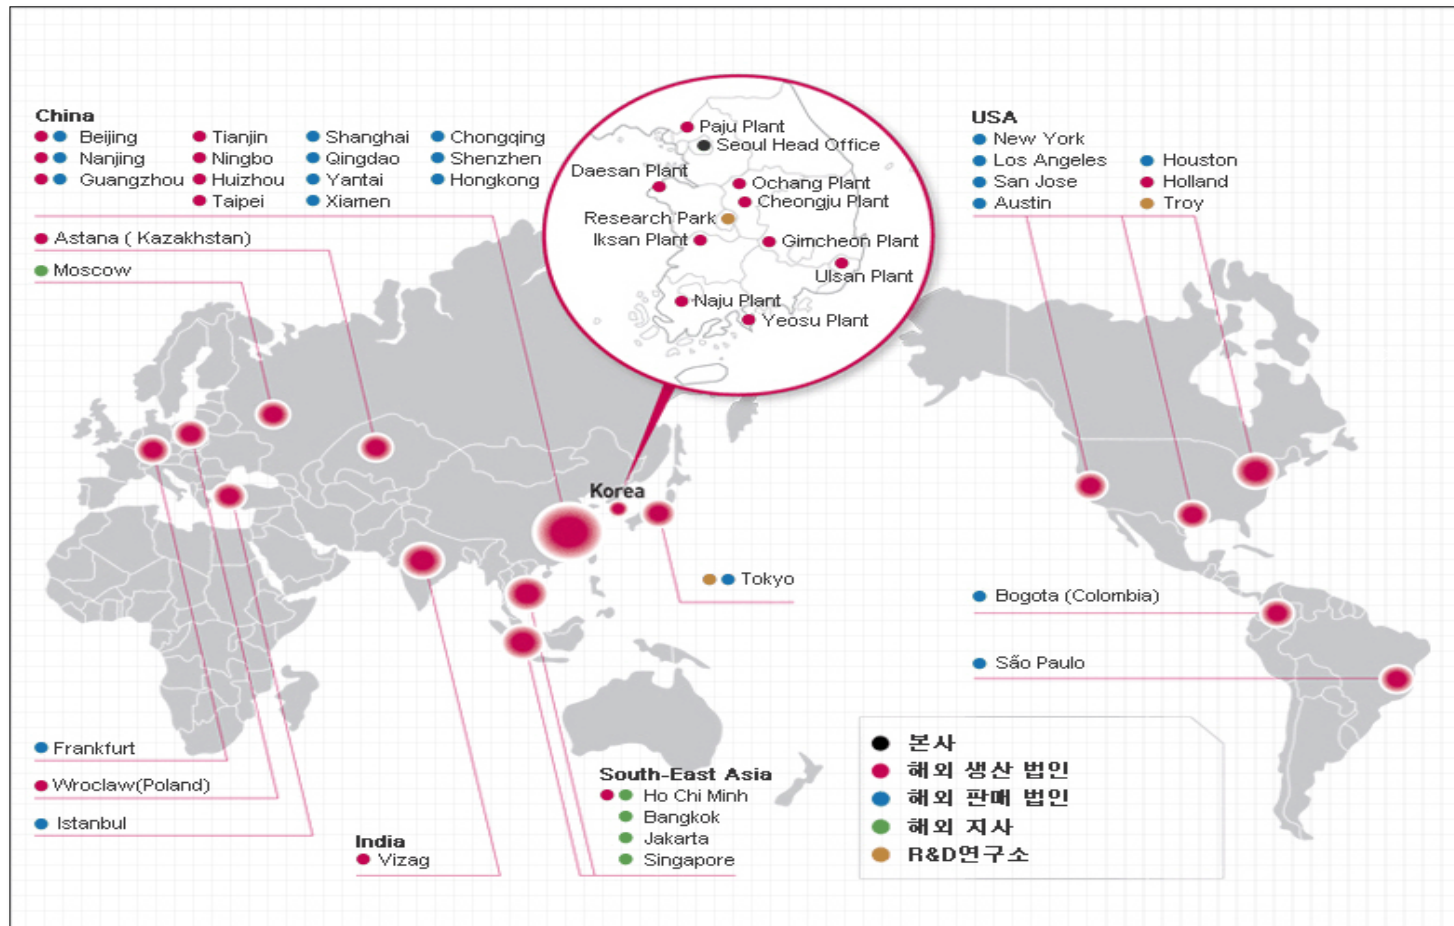 China
Beijing Tianjin Shanghai Chongqing
Nanjing Ningbo Qingdao Shenzhen
Guangzhou Huizhou Yantai Hongkong
Taipei Xiamen
Astana ( Kazakhstan)
Moscow
Paju Plant
Seoul Head Office
Daesan Plant
Ochang Plant
Cheongju Plant
Research Park
Iksan Plant
Gimcheon Plant
Ulsan Plant
Naju Plant
Yeosu Plant
USA
New York
Los Angeles Houston
San Jose Holland
Austin Troy
Korea
Tokyo
Bogota (Colombia)
São Paulo
Frankfurt
Wroclaw(Poland)
Istanbul
India
Vizag
South-East Asia
Ho Chi Minh
Bangkok
Jakarta
Singapore
본사
해외 생산 법인
해외 판매 법인
해외 지사
R&D연구소